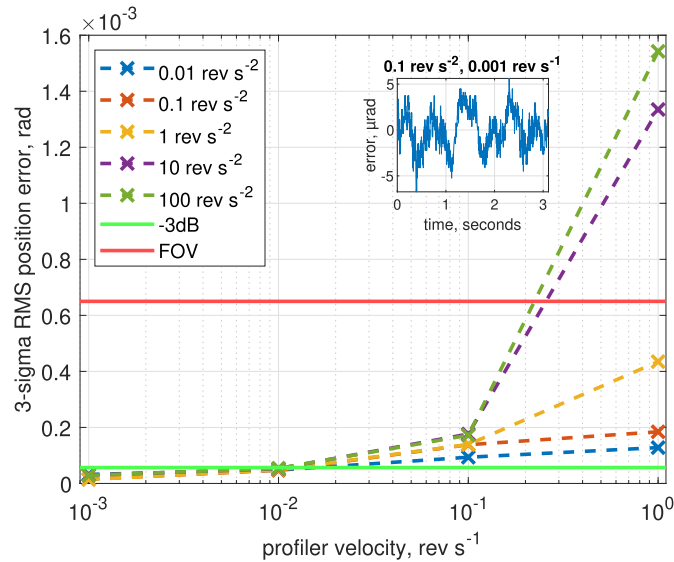 ×10⁻³
1.6
1.4
1.2
1
0.8
0.6
0.4
0.2
0
3-sigma RMS position error, rad
0.01 rev s⁻²
0.1 rev s⁻²
1 rev s⁻²
10 rev s⁻²
100 rev s⁻²
-3dB
FOV
0.1 rev s⁻², 0.001 rev s⁻¹
5
0
-5
error, μrad
0 1 2 3
time, seconds
10⁻³ 10⁻² 10⁻¹ 10⁰
profiler velocity, rev s⁻¹